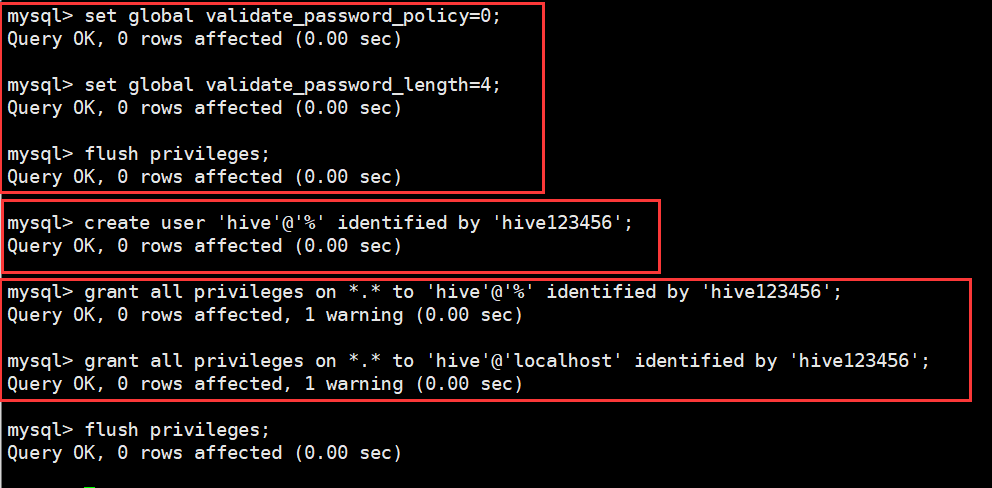 mysql> set global validate_password_policy=0;
Query OK, 0 rows affected (0.00 sec)
mysql> set global validate_password_length=4;
Query OK, 0 rows affected (0.00 sec)
mysql> flush privileges;
Query OK, 0 rows affected (0.00 sec)
mysql> create user 'hive'@'%' identified by 'hive123456';
Query OK, 0 rows affected (0.00 sec)
mysql> grant all privileges on *.* to 'hive'@'%' identified by 'hive123456';
Query OK, 0 rows affected, 1 warning (0.00 sec)
mysql> grant all privileges on *.* to 'hive'@'localhost' identified by 'hive123456';
Query OK, 0 rows affected, 1 warning (0.00 sec)
mysql> flush privileges;
Query OK, 0 rows affected (0.00 sec)